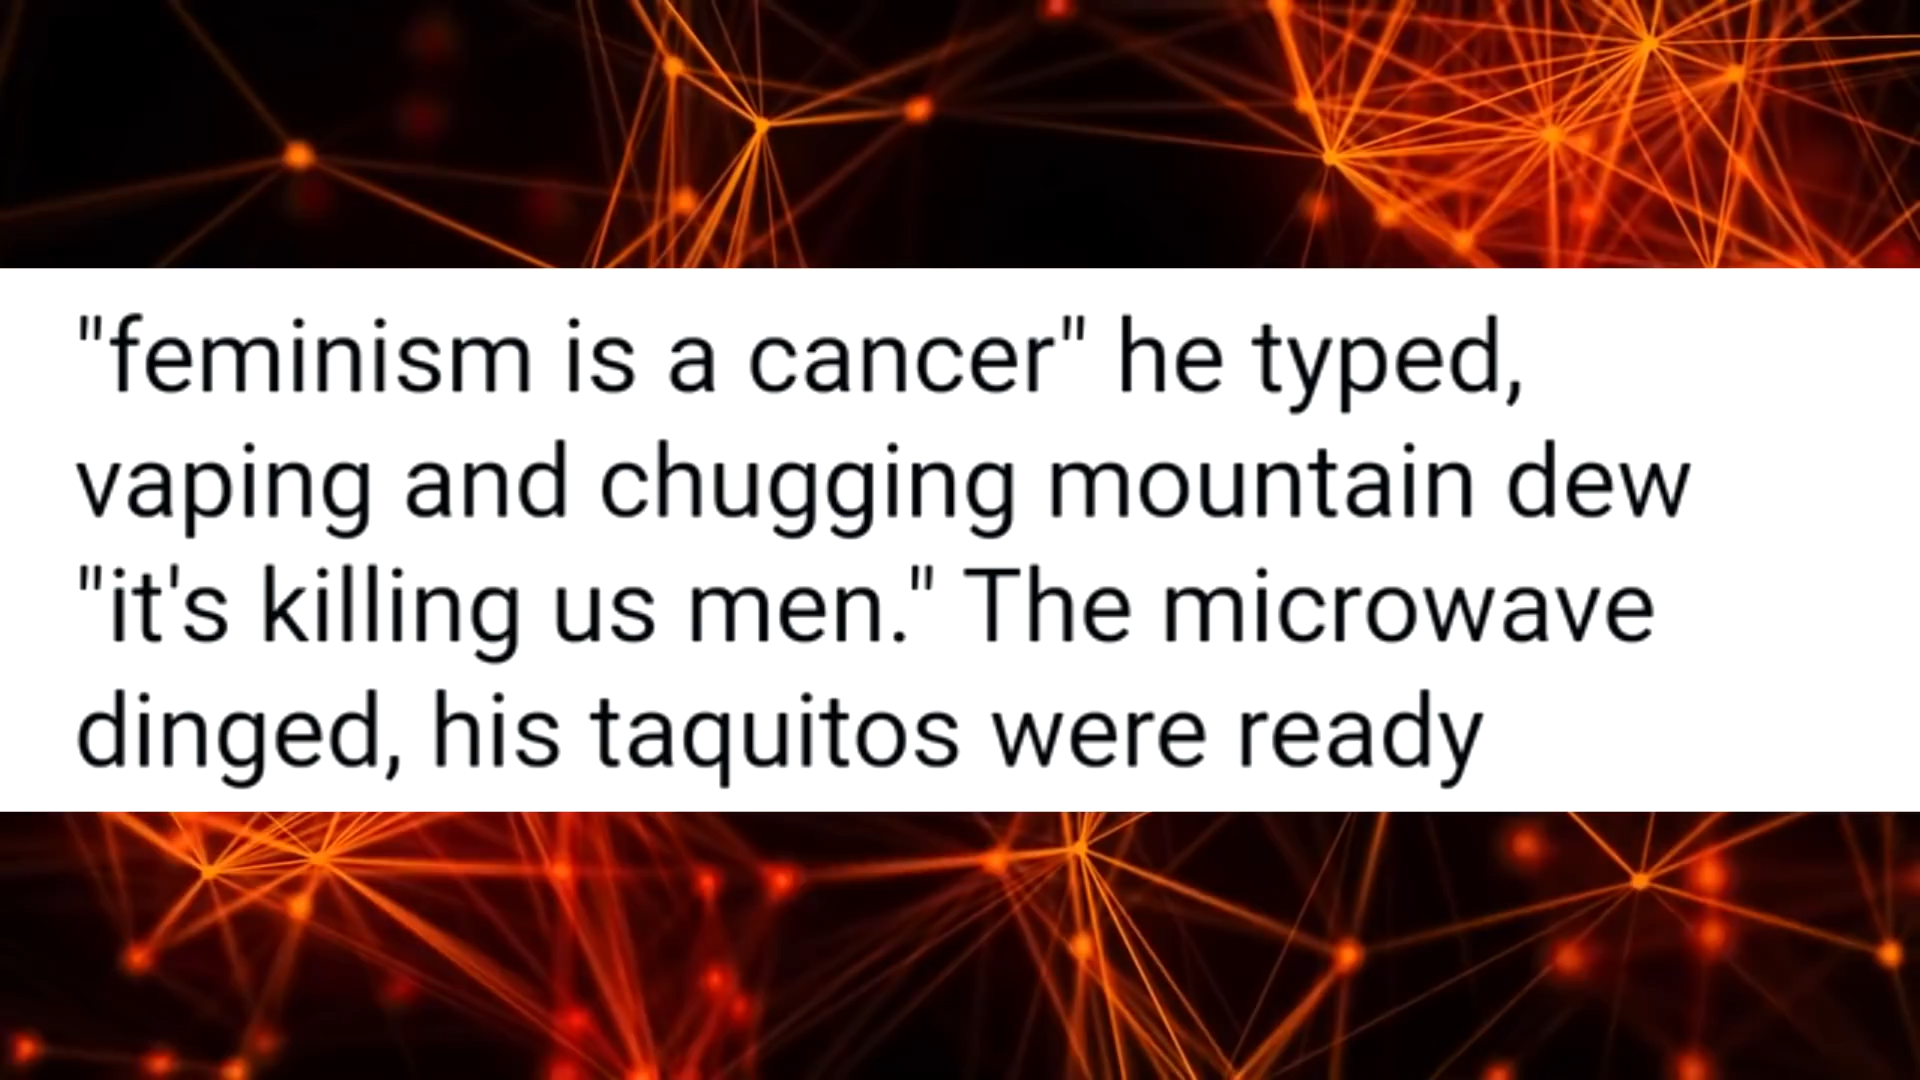 "feminism is a cancer" he typed,
vaping and chugging mountain dew
"it's killing us men." The microwave
dinged, his taquitos were ready